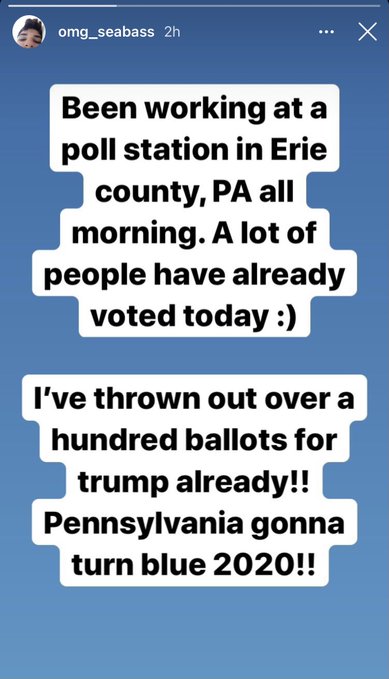 omg_seabass 2h
Been working at a
poll station in Erie
county, PA all
morning. A lot of
people have already
voted today :)
I’ve thrown out over a
hundred ballots for
trump already!!
Pennsylvania gonna
turn blue 2020!!